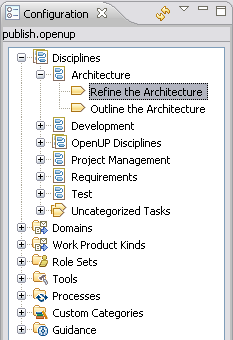 Configuration
publish.openup
Disciplines
Architecture
Refine the Architecture
Outline the Architecture
Development
OpenUP Disciplines
Project Management
Requirements
Test
Uncategorized Tasks
Domains
Work Product Kinds
Role Sets
Tools
Processes
Custom Categories
Guidance